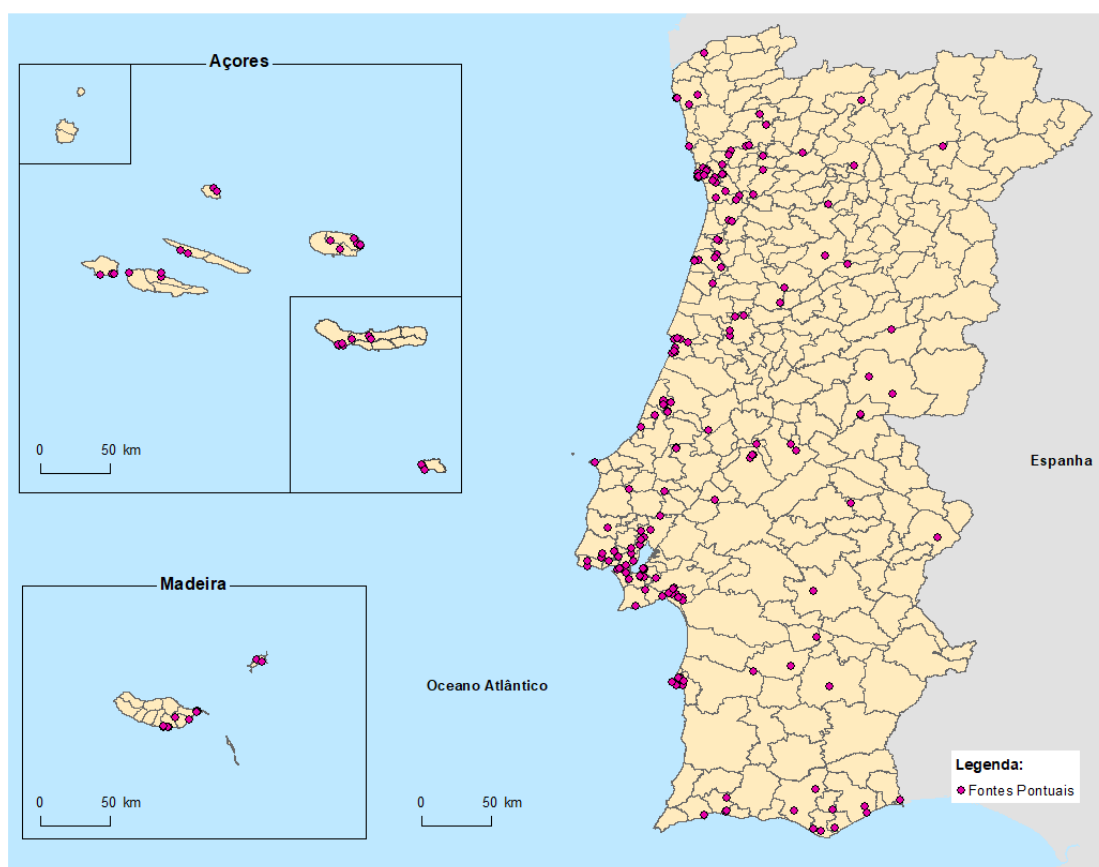 Açores
0 50 km
Espanha
Madeira
Oceano Atlântico
0 50 km
0 50 km
Legenda:
Fontes Pontuais